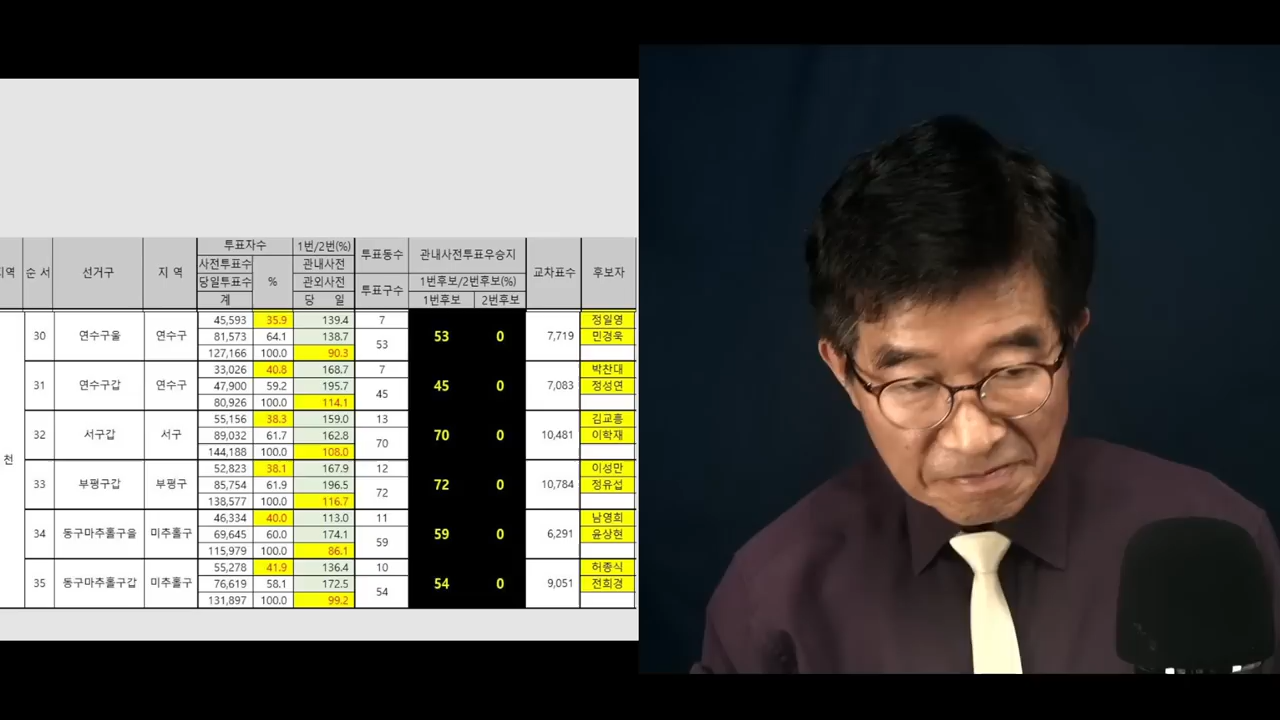 지역 순 서 선거구 지 역 투표자수 1번/2번(%) 투표동수 관내사전투표우승지 교차표수 후보자
사전투표수 % 관내사전
당일투표수 관외사전 투표구수 1번후보/2번후보(%)
계 당 일 1번후보 2번후보
천
30 연수구을 연수구 45,593 35.9 139.4 7 53 0 7,719 정일영
81,573 64.1 138.7 53 민경욱
127,166 100.0 90.3
31 연수구갑 연수구 33,026 40.8 168.7 7 45 0 7,083 박찬대
47,900 59.2 195.7 45 정성연
80,926 100.0 114.1
32 서구갑 서구 55,156 38.3 159.0 13 70 0 10,481 김교흥
89,032 61.7 162.8 70 이학재
144,188 100.0 108.0
33 부평구갑 부평구 52,823 38.1 167.9 12 72 0 10,784 이성만
85,754 61.9 196.5 72 정유섭
138,577 100.0 116.7
34 동구마추홀구을 미추홀구 46,334 40.0 113.0 11 59 0 6,291 남영희
69,645 60.0 174.1 59 윤상현
115,979 100.0 86.1
35 동구마추홀구갑 미추홀구 55,278 41.9 136.4 10 54 0 9,051 허종식
76,619 58.1 172.5 54 전희경
131,897 100.0 99.2